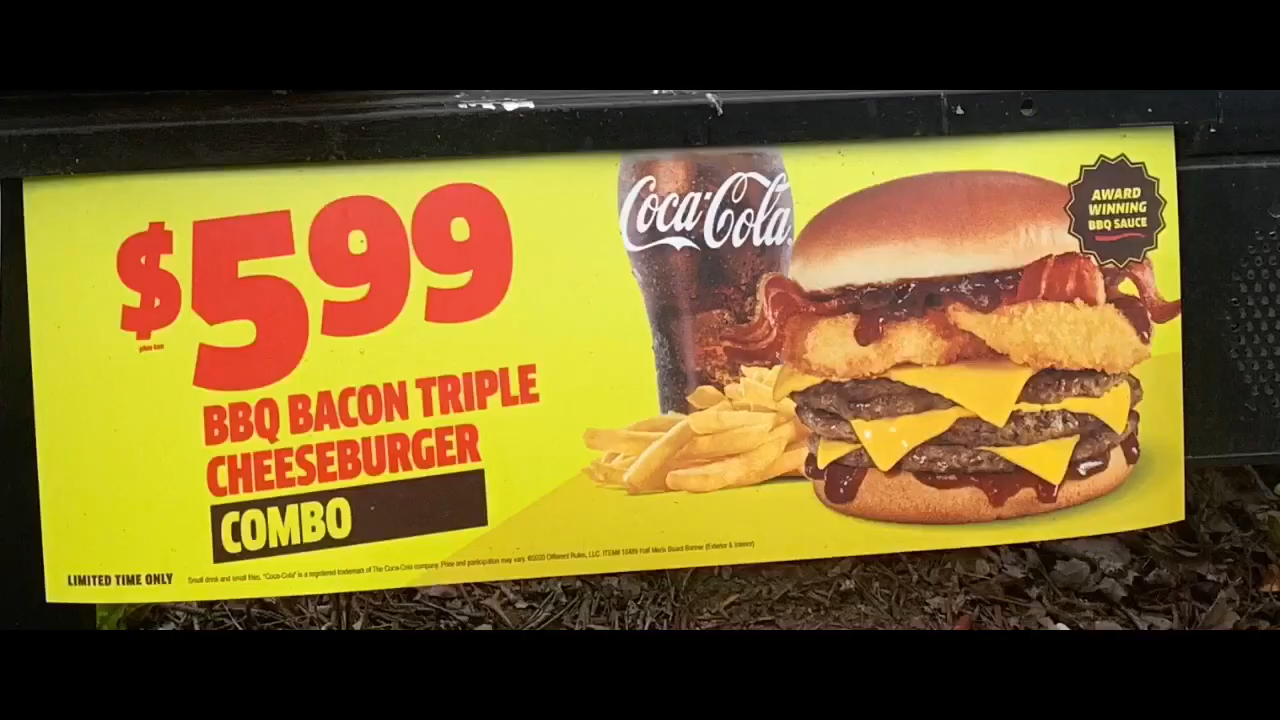 $599
plus tax
BBQ BACON TRIPLE
CHEESEBURGER
COMBO
LIMITED TIME ONLY
Small drink and small fries. "Coca-Cola" is a registered trademark of The Coca-Cola company. Price and participation may vary. ©2020 Different Rules, LLC. ITEM# 10489 Half Menu Board Banner (Exterior & Interior)
Coca-Cola
AWARD
WINNING
BBQ SAUCE